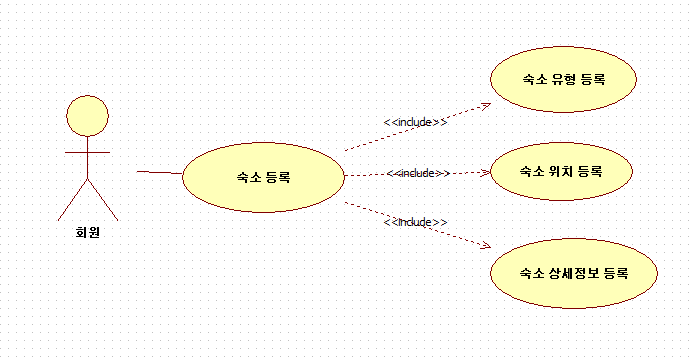 숙소 유형 등록
<<include>>
숙소 등록
<<include>>
숙소 위치 등록
<<include>>
회원
숙소 상세정보 등록